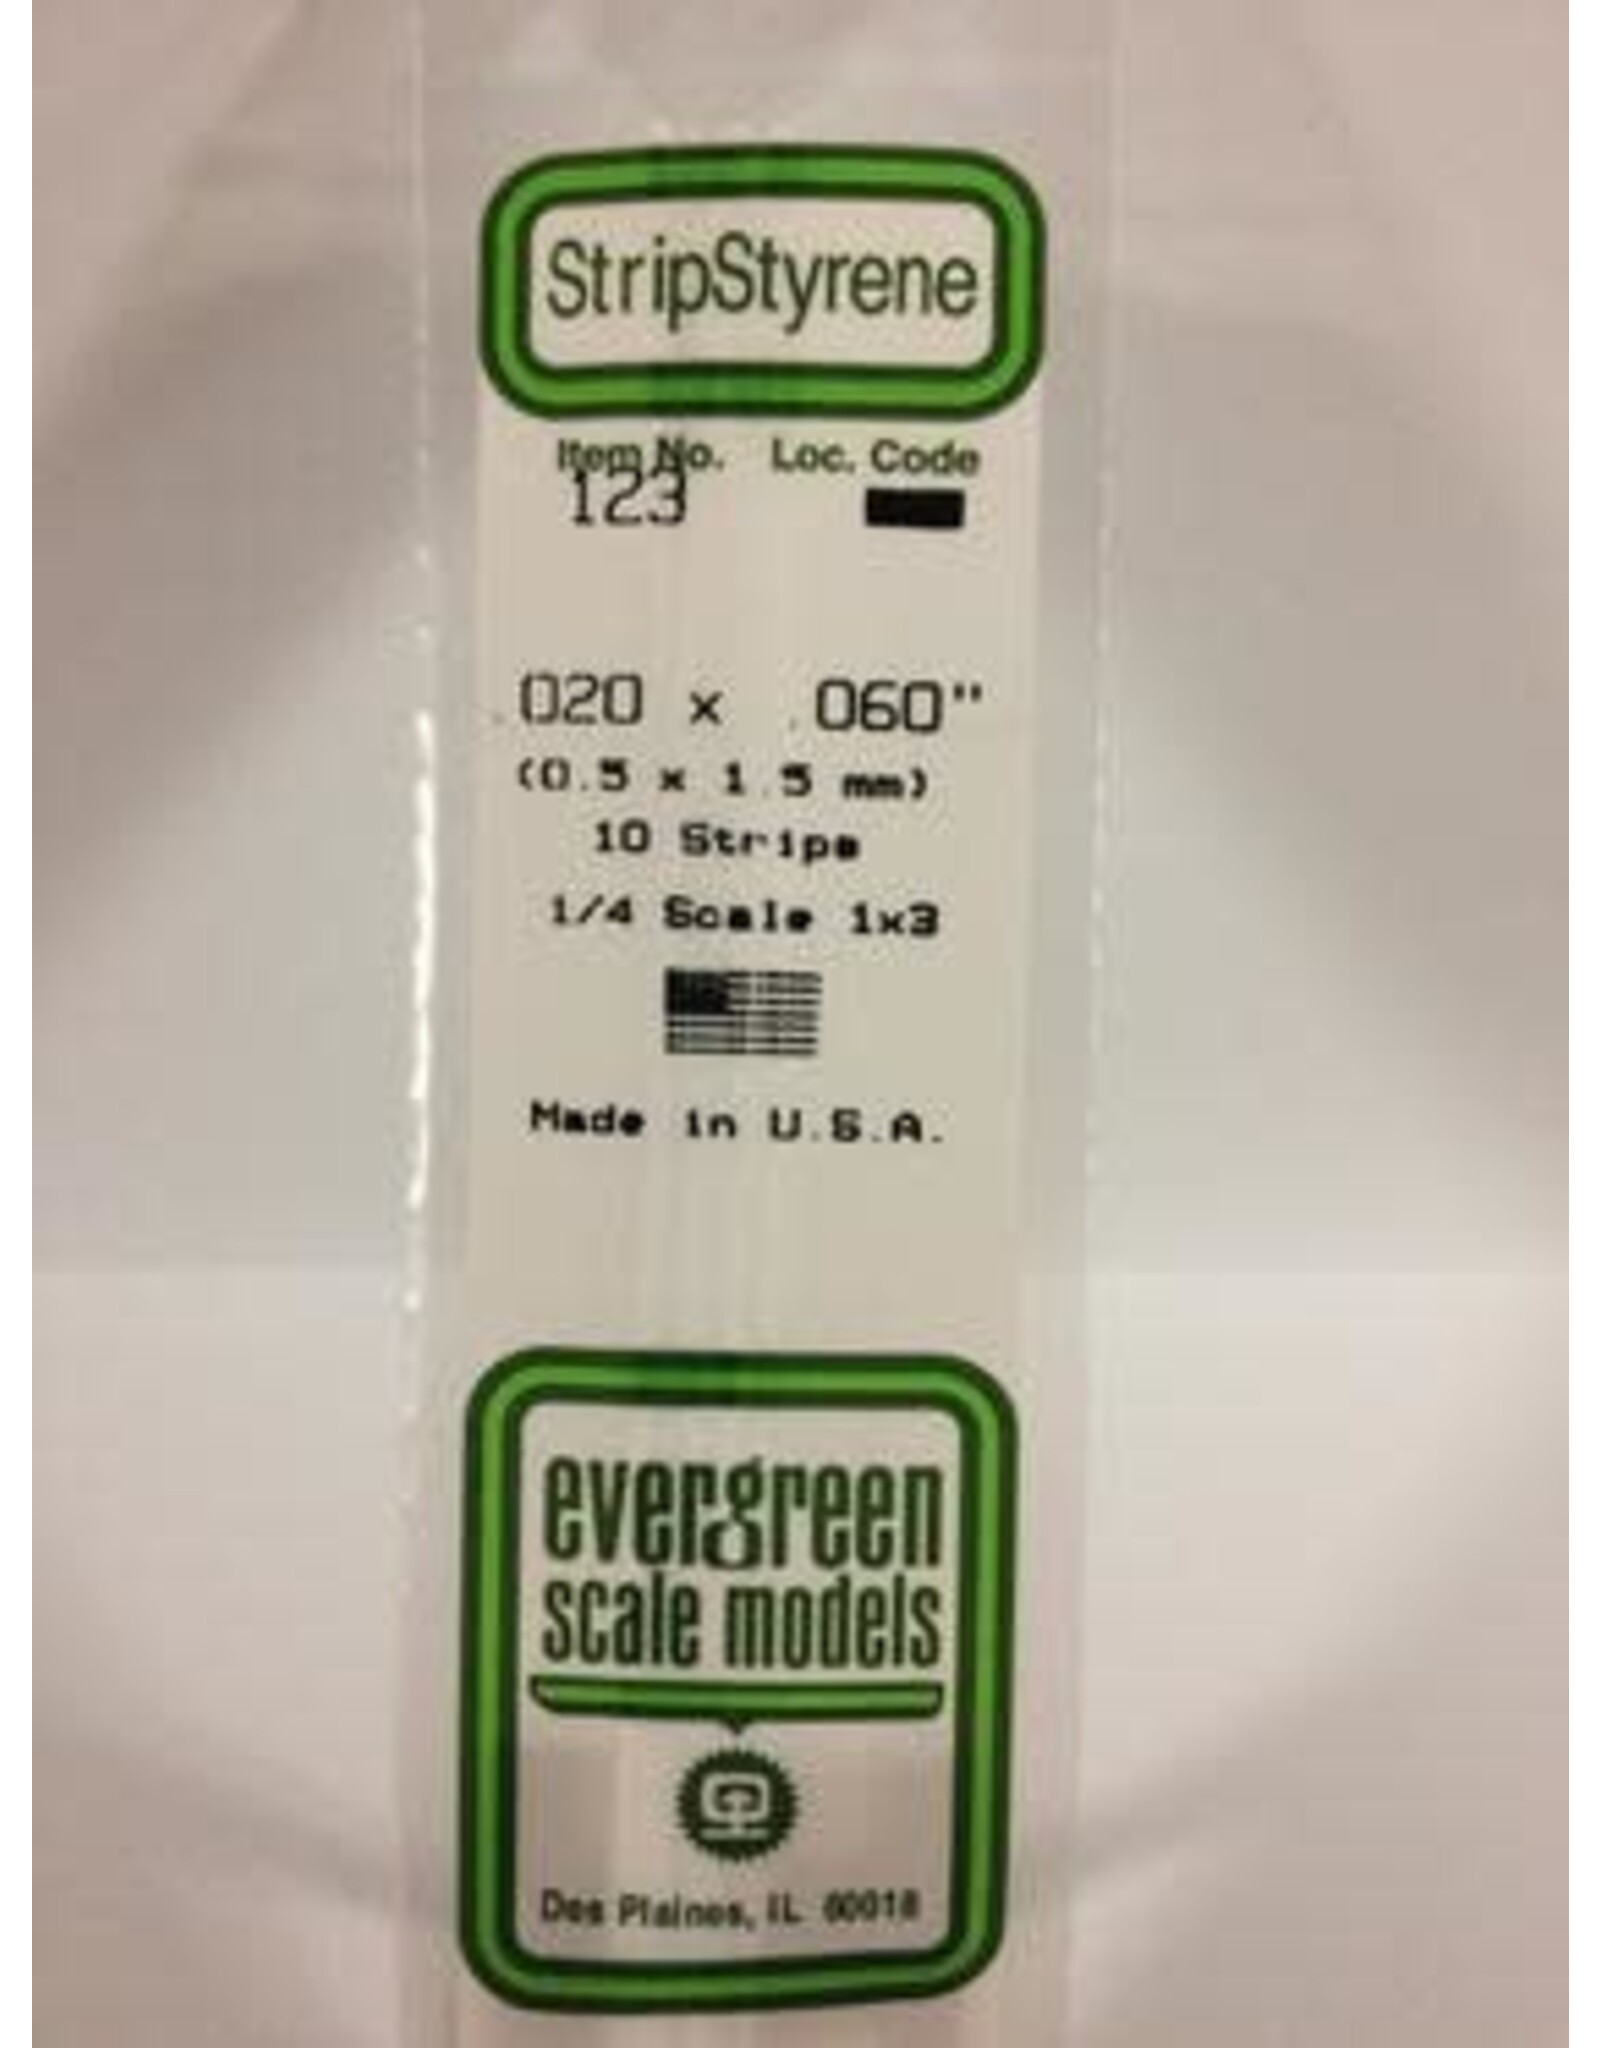 StripStyrene
Item No. Loc. Code
123
.020 x .060"
(0.5 x 1.5 mm)
10 Strips
1/4 Scale 1x3
Made in U.S.A.
evergreen
scale models
Des Plaines, IL 60018